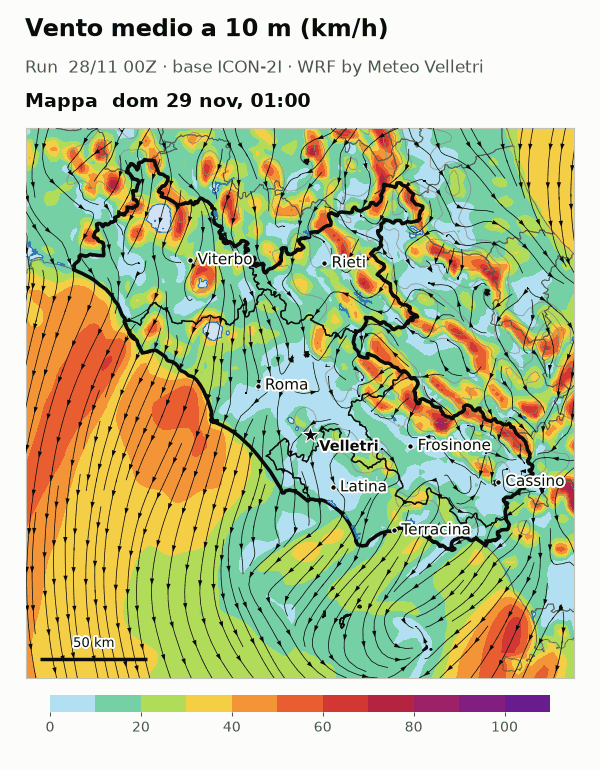 Vento medio a 10 m (km/h)
Run  28/11 00Z · base ICON-2I · WRF by Meteo Velletri
Mappa  dom 29 nov, 01:00
Viterbo
Rieti
Roma
Velletri
Frosinone
Cassino
Latina
Terracina
50 km
0 20 40 60 80 100